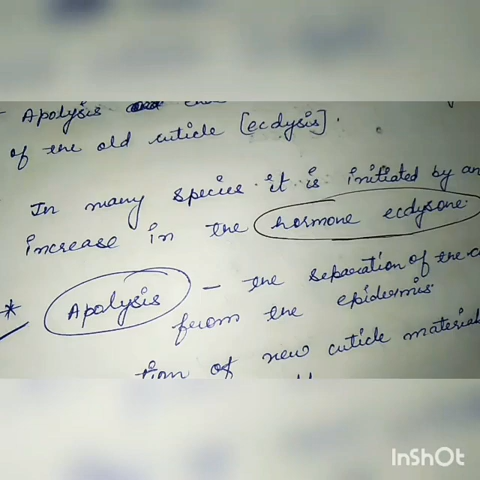 Apolysis
of the old cuticle [ecdysis].
In many species it is initiated by an
increase in the hormone ecdysone.
* Apolysis - the separation of the
from the epidermis
tion of new cuticle material
InShOt